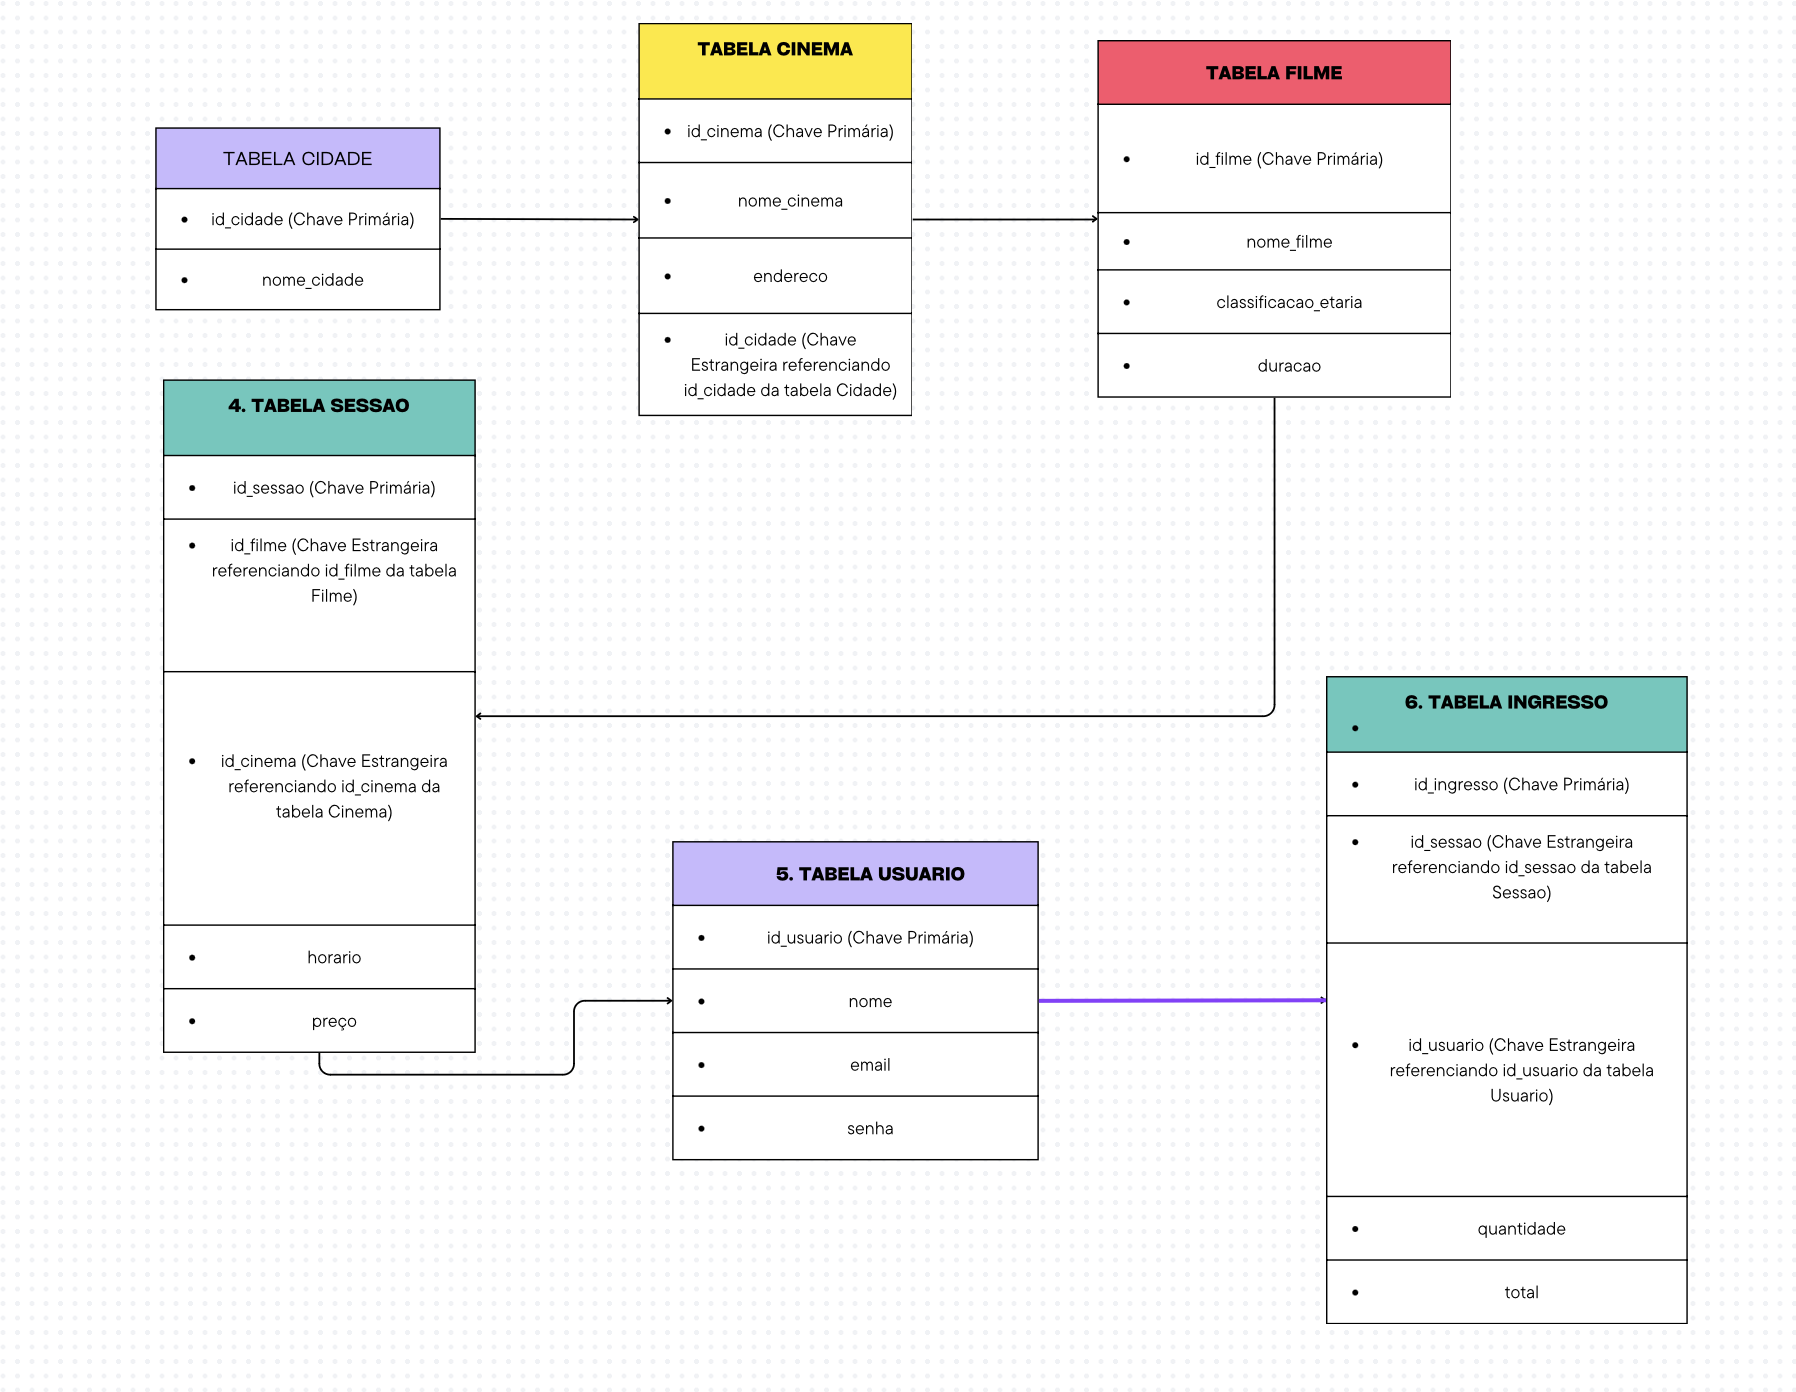 TABELA CIDADE
id_cidade (Chave Primária)
nome_cidade
TABELA CINEMA
id_cinema (Chave Primária)
nome_cinema
endereco
id_cidade (Chave
Estrangeira referenciando
id_cidade da tabela Cidade)
TABELA FILME
id_filme (Chave Primária)
nome_filme
classificacao_etaria
duracao
4. TABELA SESSAO
id_sessao (Chave Primária)
id_filme (Chave Estrangeira
referenciando id_filme da tabela
Filme)
id_cinema (Chave Estrangeira
referenciando id_cinema da
tabela Cinema)
horario
preço
5. TABELA USUARIO
id_usuario (Chave Primária)
nome
email
senha
6. TABELA INGRESSO
id_ingresso (Chave Primária)
id_sessao (Chave Estrangeira
referenciando id_sessao da tabela
Sessao)
id_usuario (Chave Estrangeira
referenciando id_usuario da tabela
Usuario)
quantidade
total